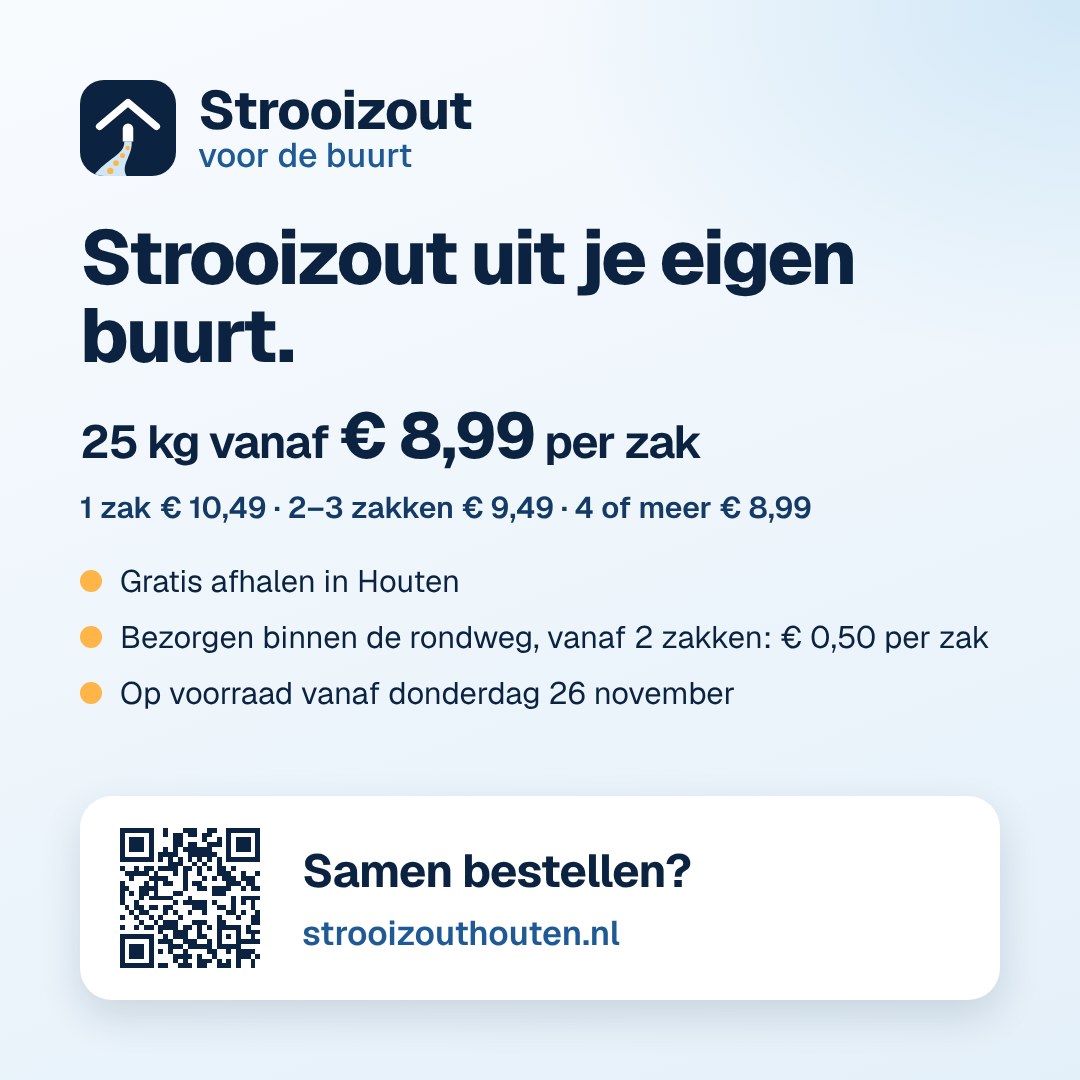 Strooizout
voor de buurt
Strooizout uit je eigen
buurt.
25 kg vanaf € 8,99 per zak
1 zak € 10,49 · 2–3 zakken € 9,49 · 4 of meer € 8,99
Gratis afhalen in Houten
Bezorgen binnen de rondweg, vanaf 2 zakken: € 0,50 per zak
Op voorraad vanaf donderdag 26 november
Samen bestellen?
strooizouthouten.nl